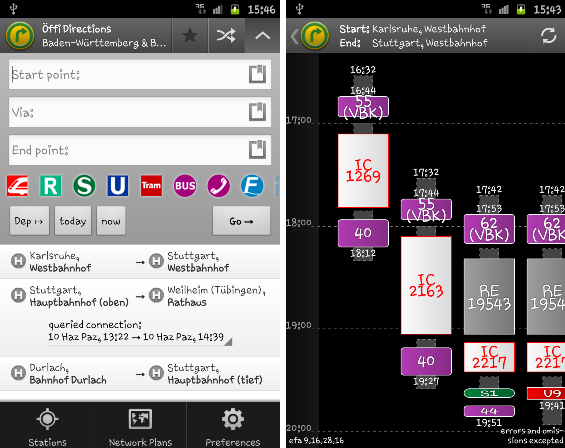 15:46
Öffi Directions
Baden-Württemberg & B...
Start point:
Via:
End point:
R
S
U
Tram
BUS
F
Dep ↦
today
now
Go →
H Karlsruhe, Westbahnhof → Stuttgart, Westbahnhof
H Stuttgart, Hauptbahnhof (oben) → Weilheim (Tübingen), Rathaus
queried connection:
10 Haz Paz, 13:22 → 10 Haz Paz, 14:39
H Durlach, Bahnhof Durlach → Stuttgart, Hauptbahnhof (tief)
Stations
Network Plans
Preferences
3G 15:43
Start: Karlsruhe, Westbahnhof
End: Stuttgart, Westbahnhof
17:00
18:00
19:00
20:00
16:32
16:44
55 (VBK)
IC 1269
40
18:12
17:32
17:44
55 (VBK)
IC 2163
40
19:27
17:42
17:53
62 (VBK)
RE 19543
IC 2217
S1
44
19:51
17:42
17:53
62 (VBK)
RE 19543
IC 2217
U9
19:41
efa 9,16,28,16
errors and omis-
sions excepted